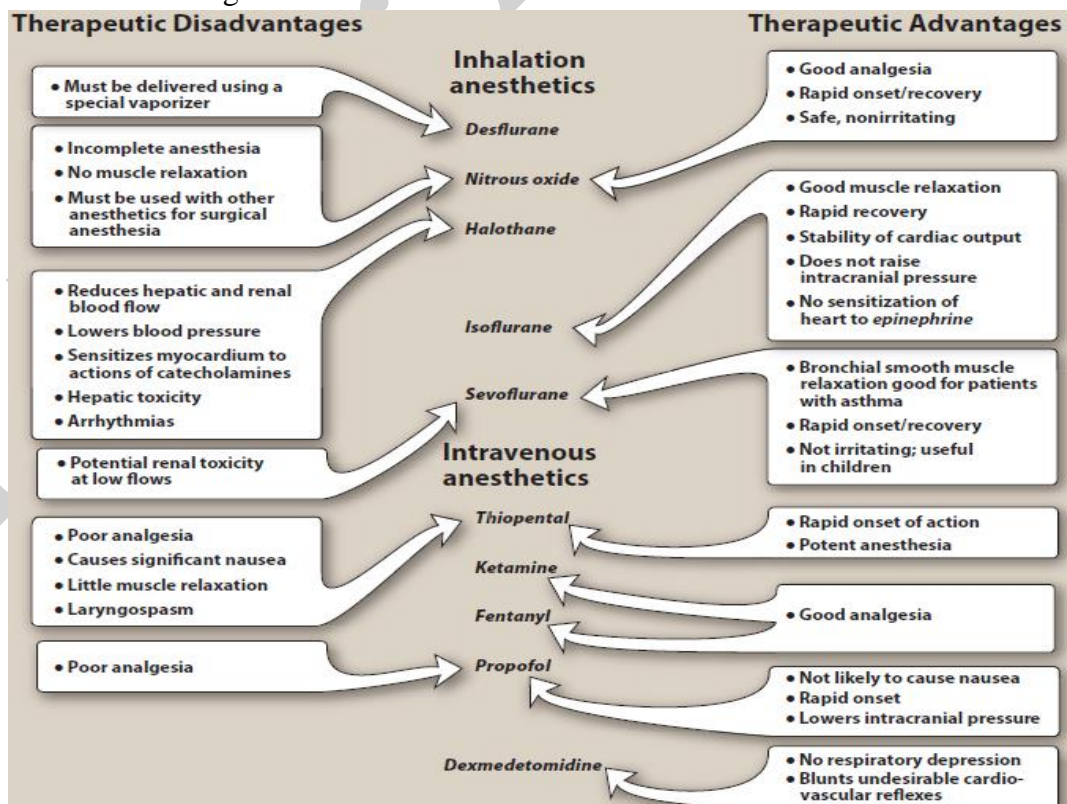 Therapeutic Disadvantages
Therapeutic Advantages
Inhalation
anesthetics
• Must be delivered using a
special vaporizer
• Incomplete anesthesia
• No muscle relaxation
• Must be used with other
anesthetics for surgical
anesthesia
• Reduces hepatic and renal
blood flow
• Lowers blood pressure
• Sensitizes myocardium to
actions of catecholamines
• Hepatic toxicity
• Arrhythmias
• Potential renal toxicity
at low flows
• Poor analgesia
• Causes significant nausea
• Little muscle relaxation
• Laryngospasm
• Poor analgesia
Desflurane
Nitrous oxide
Halothane
Isoflurane
Sevoflurane
Intravenous
anesthetics
Thiopental
Ketamine
Fentanyl
Propofol
Dexmedetomidine
• Good analgesia
• Rapid onset/recovery
• Safe, nonirritating
• Good muscle relaxation
• Rapid recovery
• Stability of cardiac output
• Does not raise
intracranial pressure
• No sensitization of
heart to epinephrine
• Bronchial smooth muscle
relaxation good for patients
with asthma
• Rapid onset/recovery
• Not irritating; useful
in children
• Rapid onset of action
• Potent anesthesia
• Good analgesia
• Not likely to cause nausea
• Rapid onset
• Lowers intracranial pressure
• No respiratory depression
• Blunts undesirable cardio-
vascular reflexes